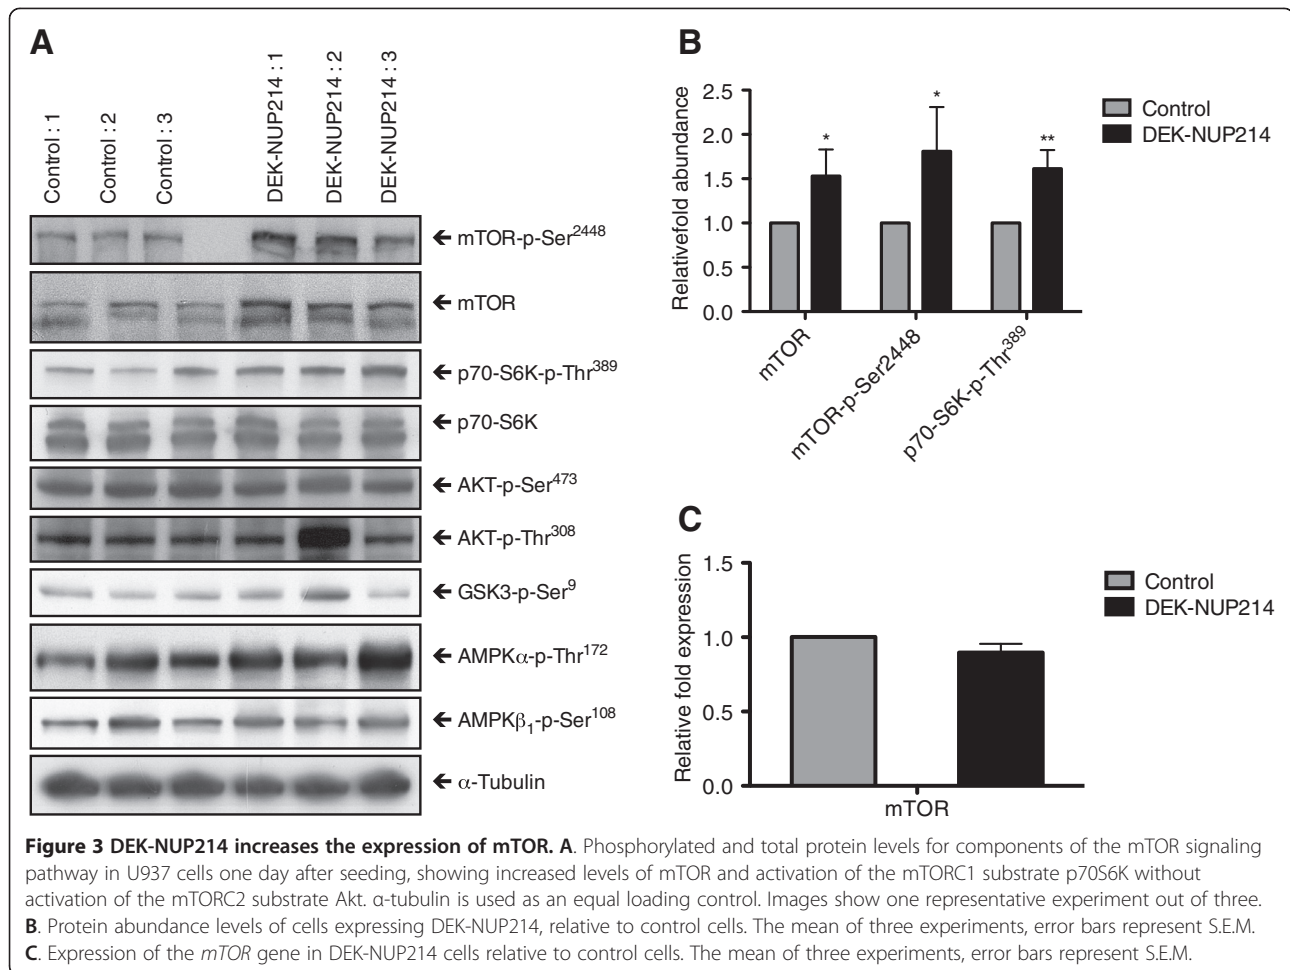 A
Control : 1
Control : 2
Control : 3
DEK-NUP214 : 1
DEK-NUP214 : 2
DEK-NUP214 : 3
← mTOR-p-Ser2448
← mTOR
← p70-S6K-p-Thr389
← p70-S6K
← AKT-p-Ser473
← AKT-p-Thr308
← GSK3-p-Ser9
← AMPKα-p-Thr172
← AMPKβ1-p-Ser108
← α-Tubulin
B
Relativefold abundance
2.5
2.0
1.5
1.0
0.5
0.0
*
*
**
mTOR
mTOR-p-Ser2448
p70-S6K-p-Thr389
Control
DEK-NUP214
C
Relative fold expression
1.5
1.0
0.5
0.0
mTOR
Control
DEK-NUP214
Figure 3 DEK-NUP214 increases the expression of mTOR. A. Phosphorylated and total protein levels for components of the mTOR signaling
pathway in U937 cells one day after seeding, showing increased levels of mTOR and activation of the mTORC1 substrate p70S6K without
activation of the mTORC2 substrate Akt. α-tubulin is used as an equal loading control. Images show one representative experiment out of three.
B. Protein abundance levels of cells expressing DEK-NUP214, relative to control cells. The mean of three experiments, error bars represent S.E.M.
C. Expression of the mTOR gene in DEK-NUP214 cells relative to control cells. The mean of three experiments, error bars represent S.E.M.